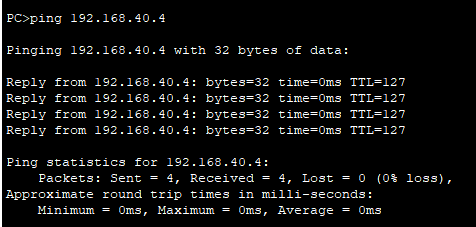 PC>ping 192.168.40.4
Pinging 192.168.40.4 with 32 bytes of data:
Reply from 192.168.40.4: bytes=32 time=0ms TTL=127
Reply from 192.168.40.4: bytes=32 time=0ms TTL=127
Reply from 192.168.40.4: bytes=32 time=0ms TTL=127
Reply from 192.168.40.4: bytes=32 time=0ms TTL=127
Ping statistics for 192.168.40.4:
Packets: Sent = 4, Received = 4, Lost = 0 (0% loss),
Approximate round trip times in milli-seconds:
Minimum = 0ms, Maximum = 0ms, Average = 0ms